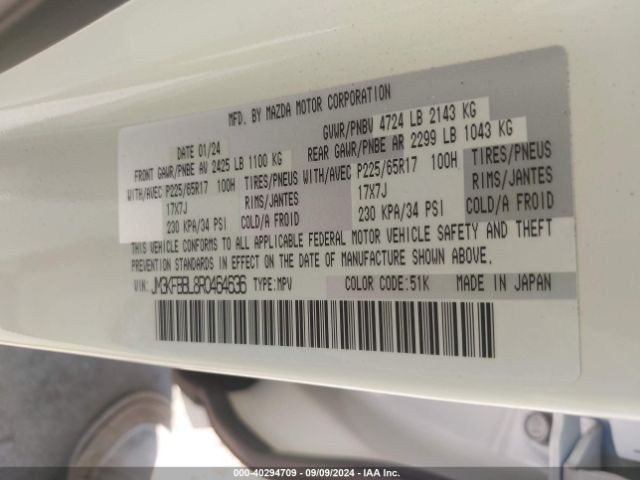 MFD. BY MAZDA MOTOR CORPORATION
DATE 01/24 GVWR/PNBV 4724 LB 2143 KG
FRONT GAWR/PNBE AV 2425 LB 1100 KG REAR GAWR/PNBE AR 2299 LB 1043 KG
WITH/AVEC P225/65R17 100H TIRES/PNEUS WITH/AVEC P225/65R17 100H TIRES/PNEUS
17X7J RIMS/JANTES 17X7J RIMS/JANTES
230 KPA/34 PSI COLD/A FROID 230 KPA/34 PSI COLD/A FROID
THIS VEHICLE CONFORMS TO ALL APPLICABLE FEDERAL MOTOR VEHICLE SAFETY AND THEFT
PREVENTION STANDARDS IN EFFECT ON THE DATE OF MANUFACTURE SHOWN ABOVE.
VIN: JM3KFBBL8R0464636 TYPE:MPV COLOR CODE:51K MADE IN JAPAN
000-40294709 - 09/09/2024 - IAA Inc.